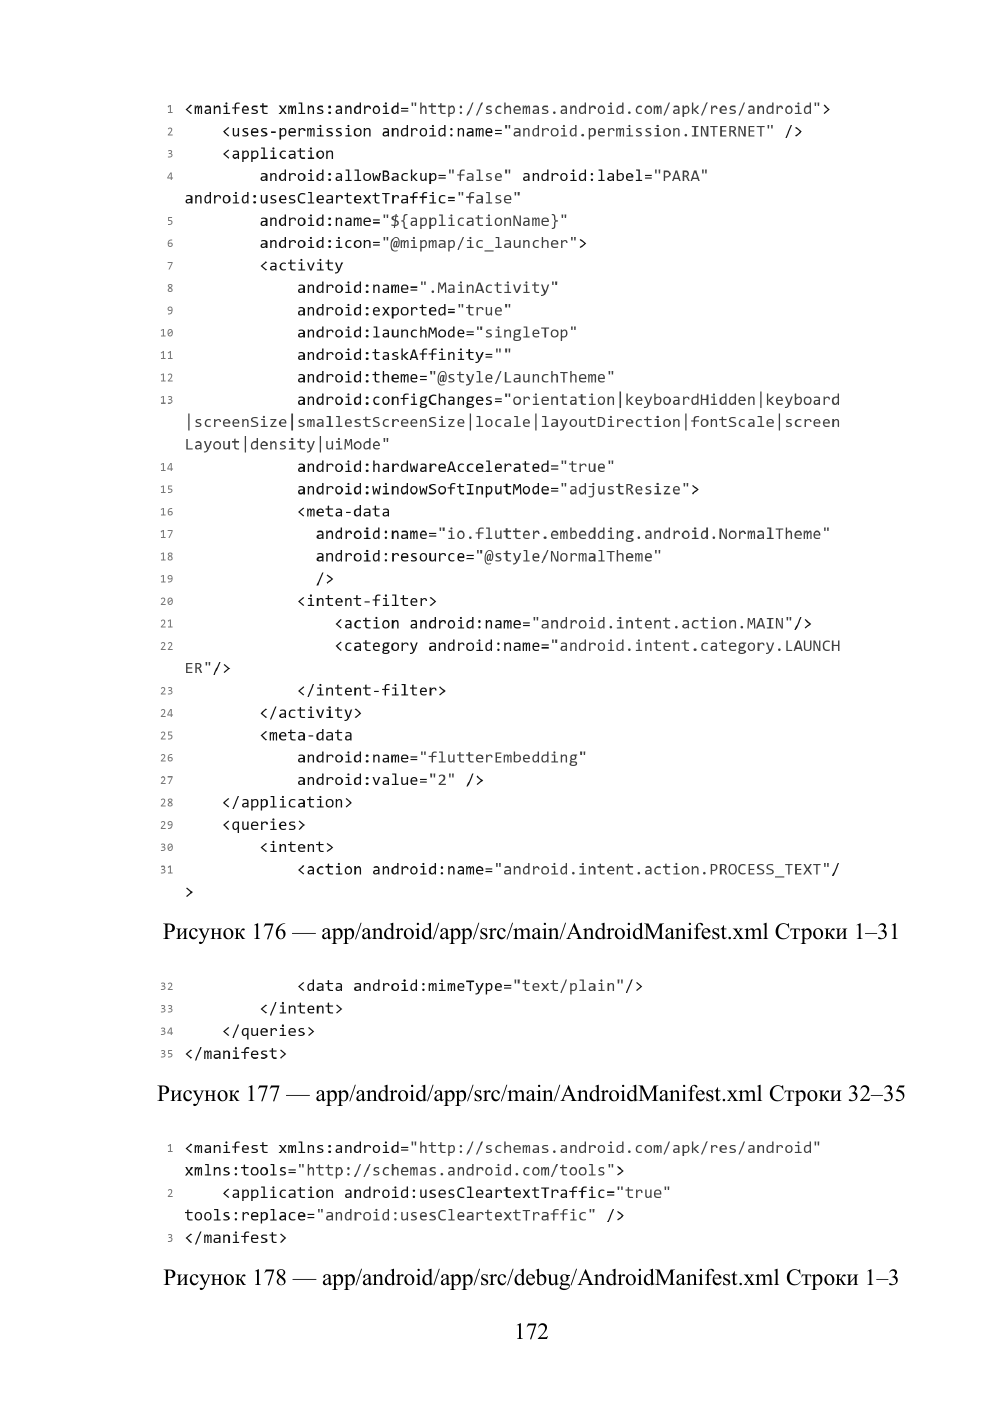 1 <manifest xmlns:android="http://schemas.android.com/apk/res/android">
2     <uses-permission android:name="android.permission.INTERNET" />
3     <application
4         android:allowBackup="false" android:label="PARA"
android:usesCleartextTraffic="false"
5         android:name="${applicationName}"
6         android:icon="@mipmap/ic_launcher">
7         <activity
8             android:name=".MainActivity"
9             android:exported="true"
10             android:launchMode="singleTop"
11             android:taskAffinity=""
12             android:theme="@style/LaunchTheme"
13             android:configChanges="orientation|keyboardHidden|keyboard
|screenSize|smallestScreenSize|locale|layoutDirection|fontScale|screen
Layout|density|uiMode"
14             android:hardwareAccelerated="true"
15             android:windowSoftInputMode="adjustResize">
16             <meta-data
17               android:name="io.flutter.embedding.android.NormalTheme"
18               android:resource="@style/NormalTheme"
19               />
20             <intent-filter>
21                 <action android:name="android.intent.action.MAIN"/>
22                 <category android:name="android.intent.category.LAUNCH
ER"/>
23             </intent-filter>
24         </activity>
25         <meta-data
26             android:name="flutterEmbedding"
27             android:value="2" />
28     </application>
29     <queries>
30         <intent>
31             <action android:name="android.intent.action.PROCESS_TEXT"/
>
Рисунок 176 — app/android/app/src/main/AndroidManifest.xml Строки 1–31
32             <data android:mimeType="text/plain"/>
33         </intent>
34     </queries>
35 </manifest>
Рисунок 177 — app/android/app/src/main/AndroidManifest.xml Строки 32–35
1 <manifest xmlns:android="http://schemas.android.com/apk/res/android"
xmlns:tools="http://schemas.android.com/tools">
2     <application android:usesCleartextTraffic="true"
tools:replace="android:usesCleartextTraffic" />
3 </manifest>
Рисунок 178 — app/android/app/src/debug/AndroidManifest.xml Строки 1–3
172